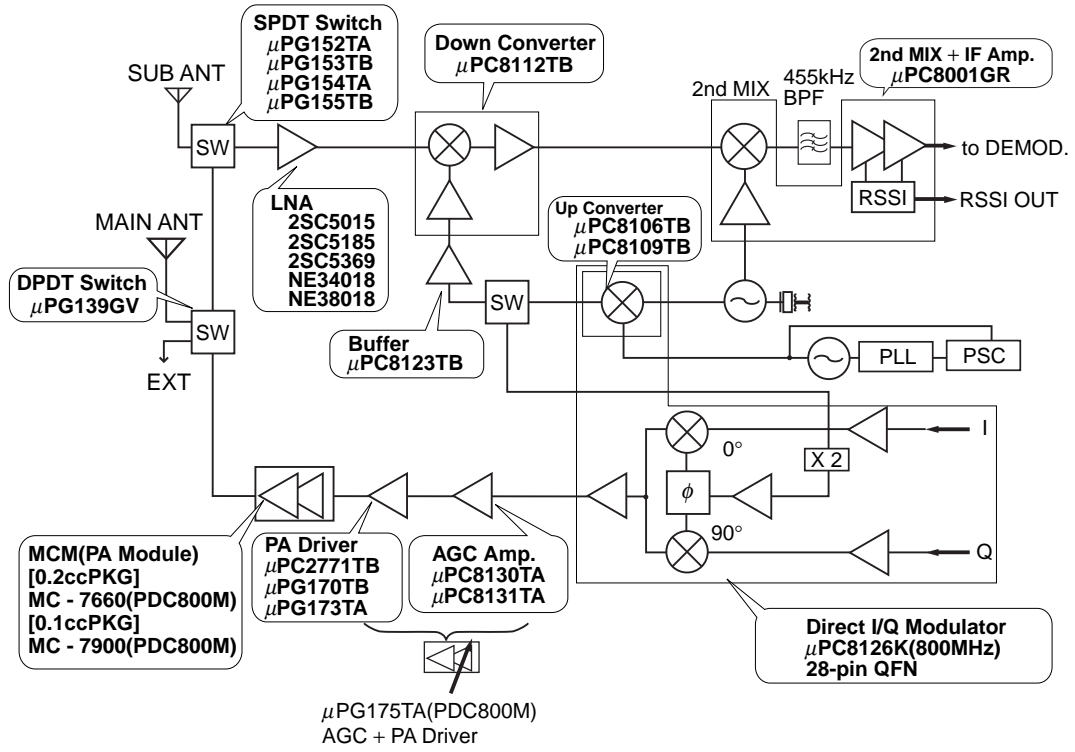 SPDT Switch
μPG152TA
μPG153TB
μPG154TA
μPG155TB
Down Converter
μPC8112TB
2nd MIX + IF Amp.
μPC8001GR
SUB ANT
2nd MIX
455kHz
BPF
SW
to DEMOD.
RSSI
RSSI OUT
LNA
2SC5015
2SC5185
2SC5369
NE34018
NE38018
MAIN ANT
Up Converter
μPC8106TB
μPC8109TB
DPDT Switch
μPG139GV
SW
SW
EXT
Buffer
μPC8123TB
PLL
PSC
I
0°
X 2
ϕ
90°
Q
MCM(PA Module)
[0.2ccPKG]
MC - 7660(PDC800M)
[0.1ccPKG]
MC - 7900(PDC800M)
PA Driver
μPC2771TB
μPG170TB
μPG173TA
AGC Amp.
μPC8130TA
μPC8131TA
Direct I/Q Modulator
μPC8126K(800MHz)
28-pin QFN
μPG175TA(PDC800M)
AGC + PA Driver